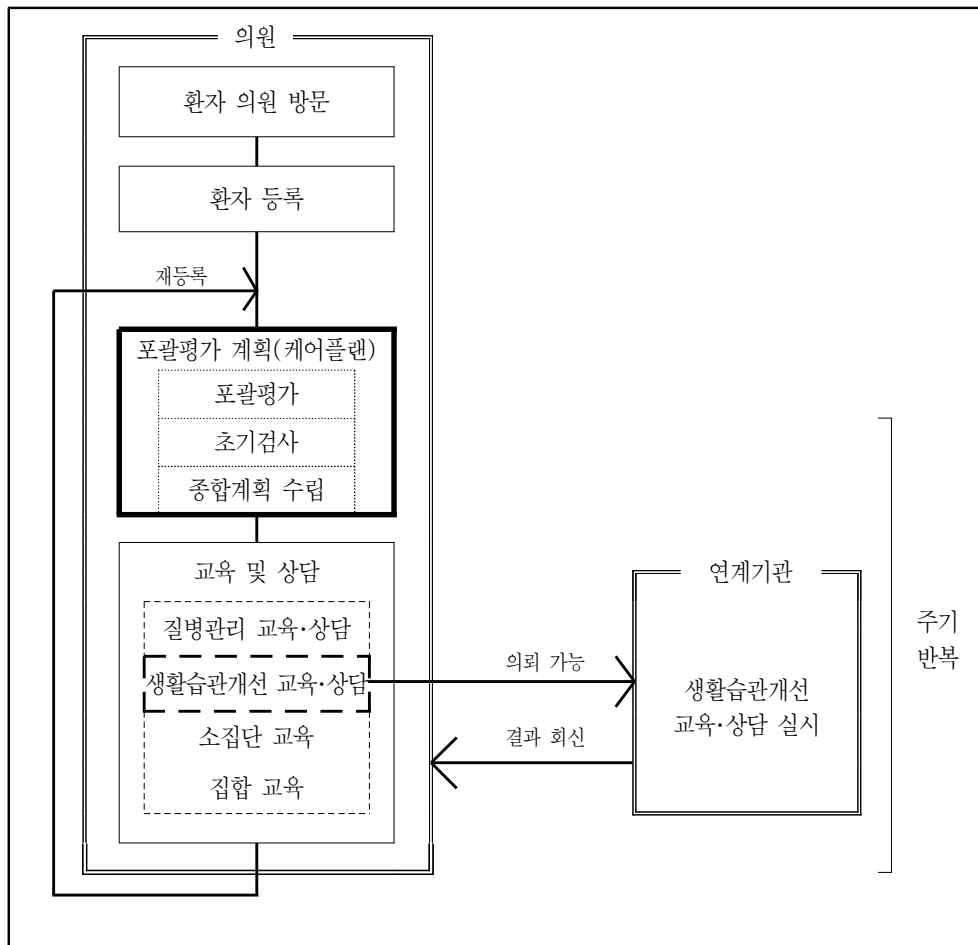 의원
환자 의원 방문
환자 등록
재등록
포괄평가 계획(케어플랜)
포괄평가
초기검사
종합계획 수립
교육 및 상담
질병관리 교육·상담
생활습관개선 교육·상담
소집단 교육
집합 교육
의뢰 가능
결과 회신
연계기관
생활습관개선
교육·상담 실시
주기
반복